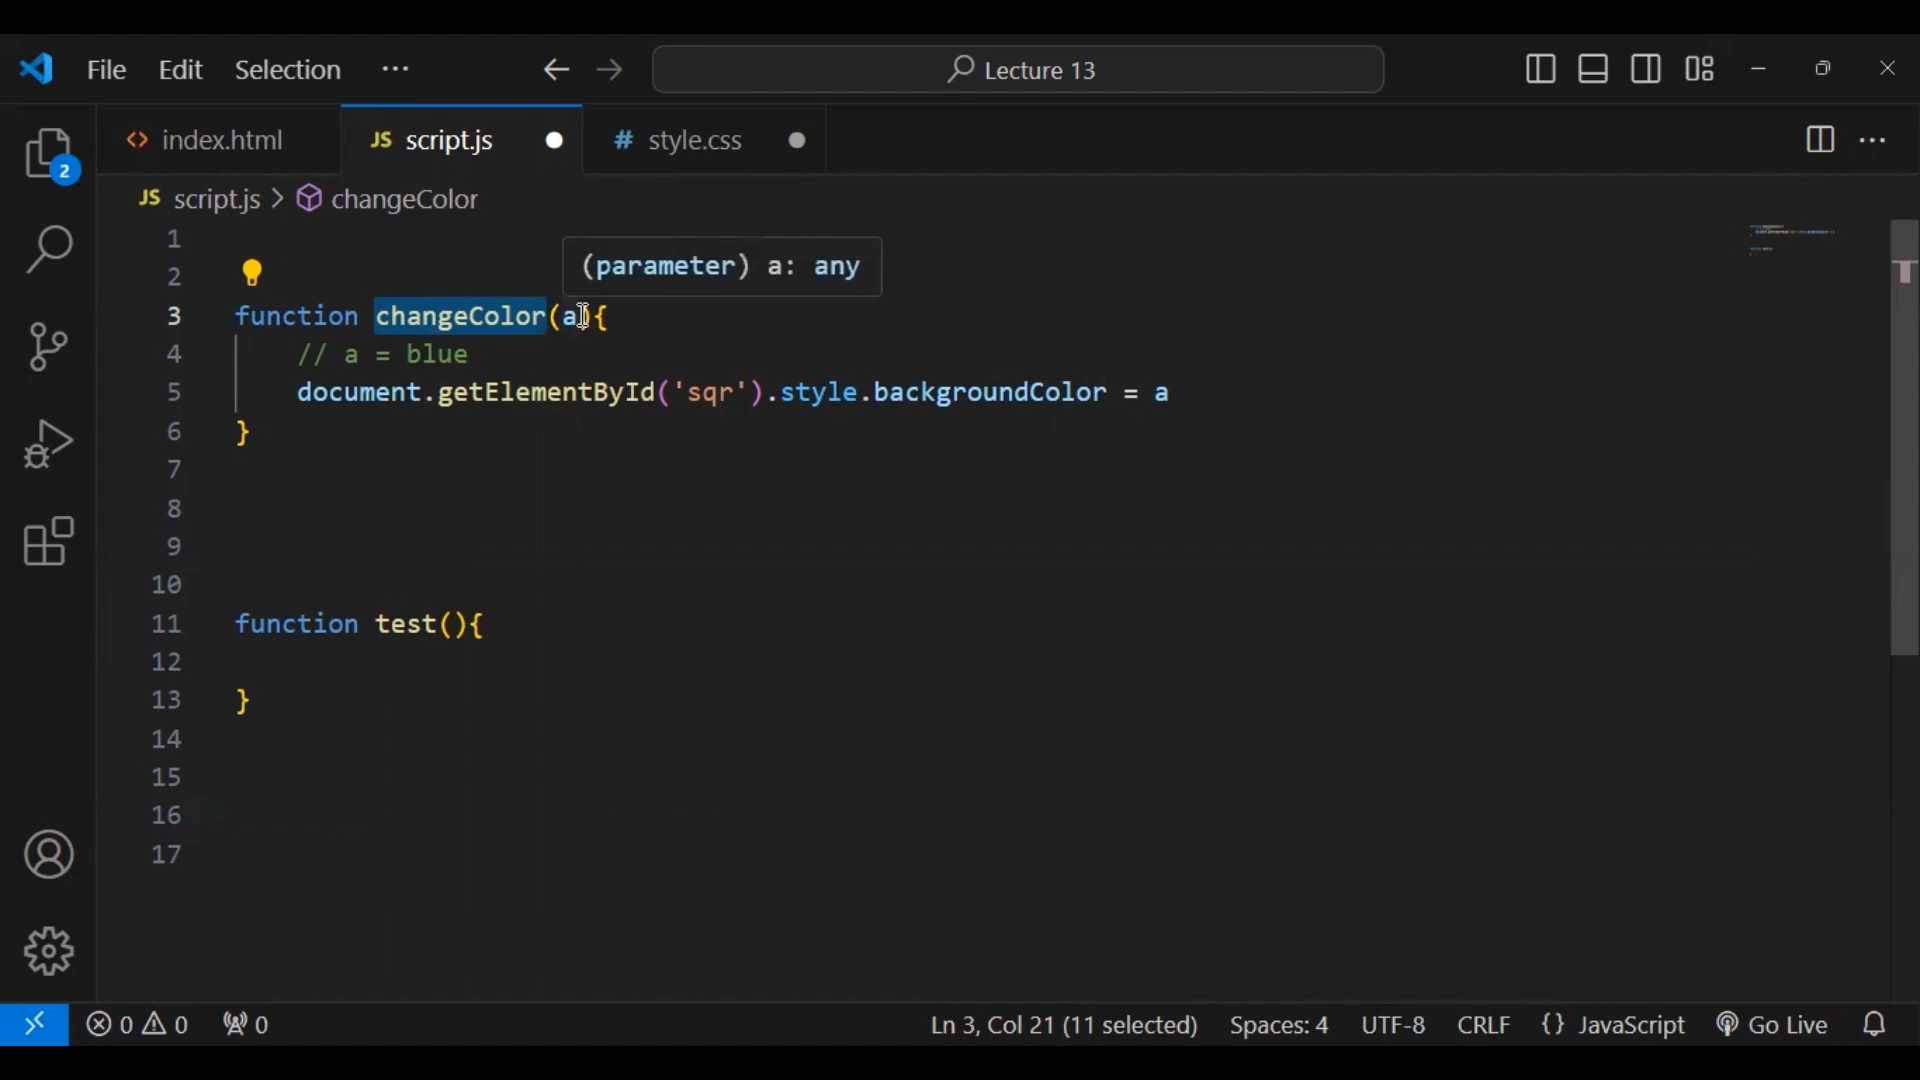 File Edit Selection ··· Lecture 13
index.html JS script.js # style.css
2
JS script.js > changeColor
1
2
(parameter) a: any
3 function changeColor(a){
4 // a = blue
5 document.getElementById('sqr').style.backgroundColor = a
6 }
7
8
9
10
11 function test(){
12
13 }
14
15
16
17
0 0 0 Ln 3, Col 21 (11 selected) Spaces: 4 UTF-8 CRLF {} JavaScript Go Live